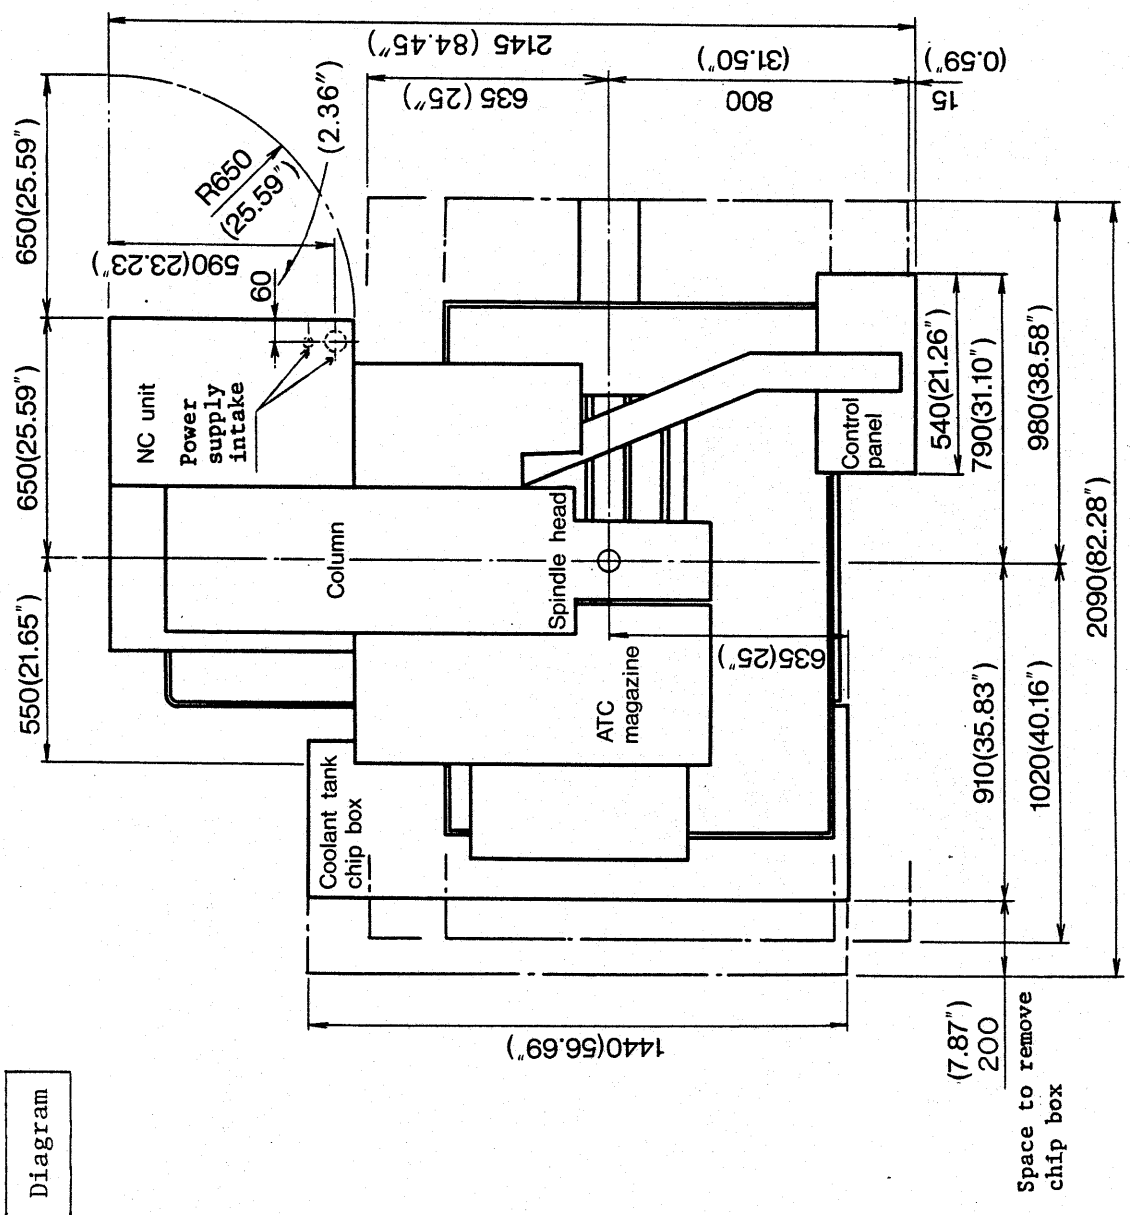 Diagram
650(25.59")
650(25.59")
550(21.65")
2145 (84.45")
635 (25")
(31.50")
800
(0.59")
15
R650
(25.59")
(2.36")
590(23.23")
60
NC unit
Power
supply
intake
Column
Spindle head
ATC
magazine
Coolant tank
chip box
Control
panel
635(25")
540(21.26")
790(31.10")
980(38.58")
2090(82.28")
910(35.83")
1020(40.16")
1440(56.69")
(7.87")
200
Space to remove
chip box